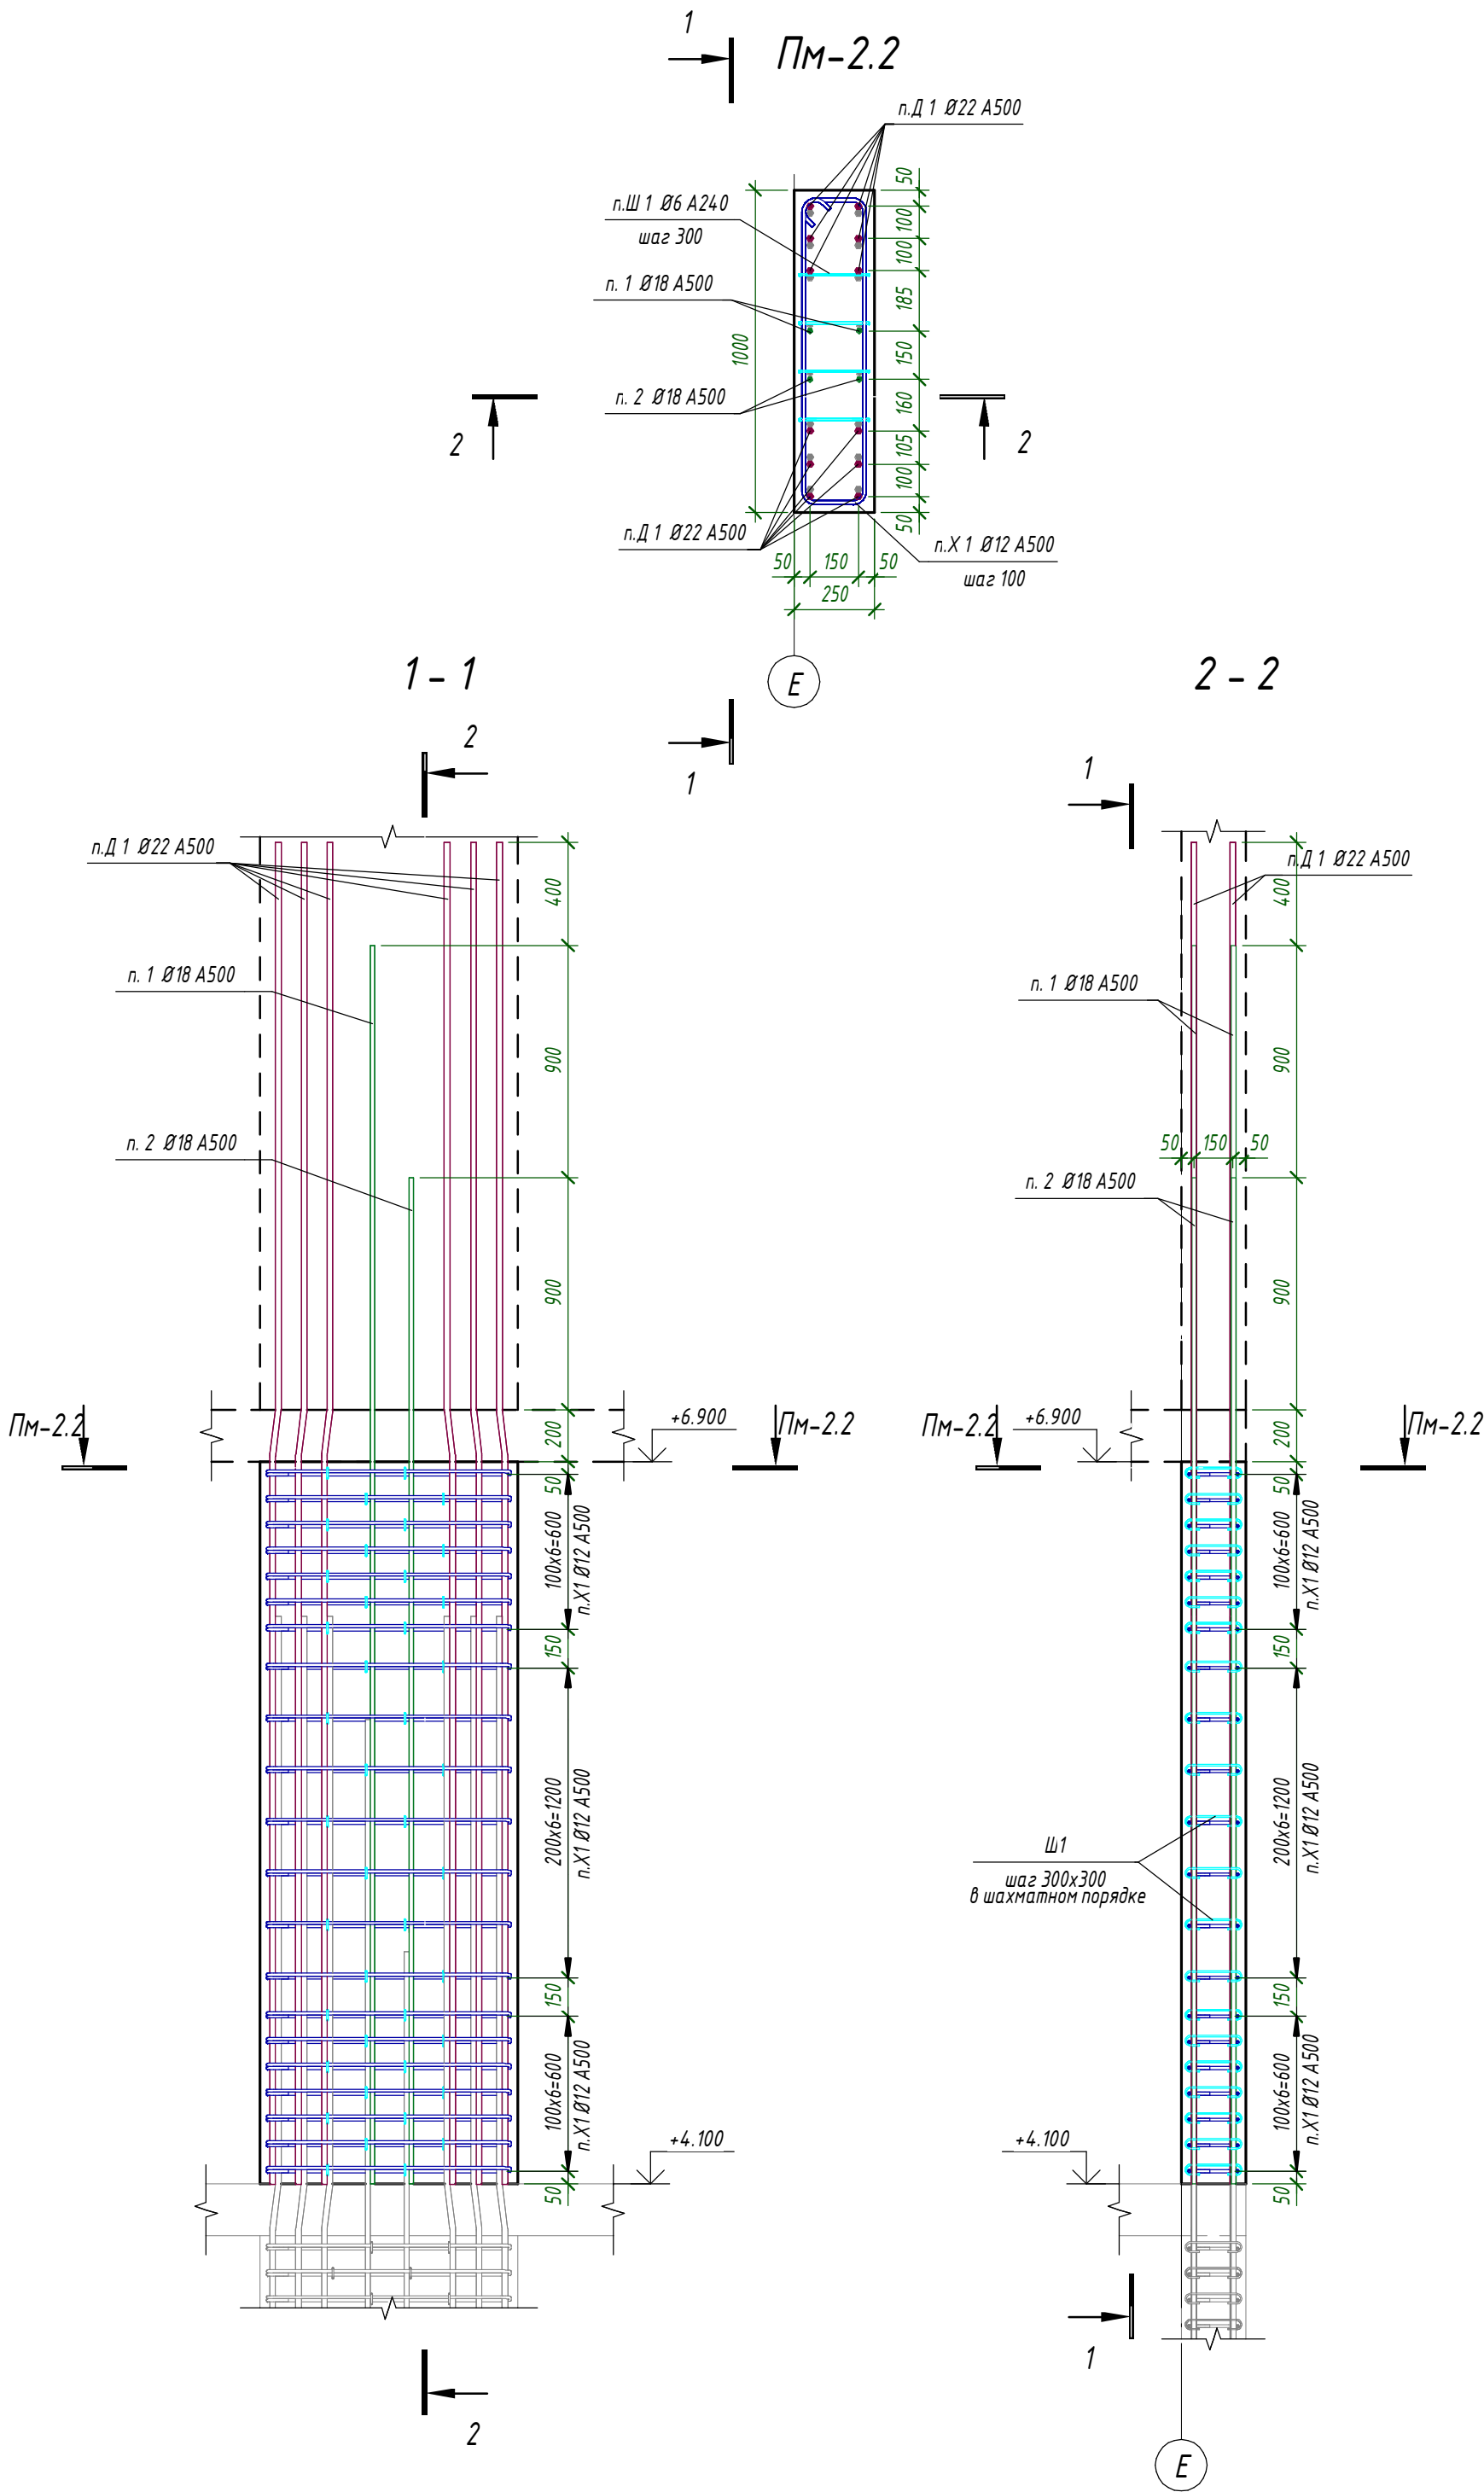 1
Пм-2.2
п.Д 1 Ø22 А500
п.Ш 1 Ø6 А240
шаг 300
п. 1 Ø18 А500
п. 2 Ø18 А500
п.Д 1 Ø22 А500
п.Х 1 Ø12 А500
шаг 100
1000
50
100
100
185
150
160
105
100
50
50
150
50
250
2
2
Е
1
1 - 1
2
п.Д 1 Ø22 А500
п. 1 Ø18 А500
п. 2 Ø18 А500
400
900
900
200
50
100х6=600
п.Х1 Ø12 А500
150
200х6=1200
п.Х1 Ø12 А500
150
100х6=600
п.Х1 Ø12 А500
50
Пм-2.2
+6.900
Пм-2.2
+4.100
2
2 - 2
1
п.Д 1 Ø22 А500
п. 1 Ø18 А500
50
150
50
п. 2 Ø18 А500
400
900
900
200
50
100х6=600
п.Х1 Ø12 А500
150
200х6=1200
п.Х1 Ø12 А500
150
100х6=600
п.Х1 Ø12 А500
50
Пм-2.2
+6.900
Пм-2.2
Ш1
шаг 300х300
в шахматном порядке
+4.100
1
Е